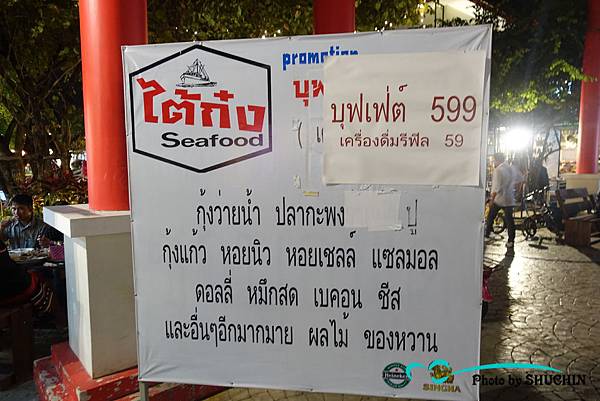 promotion
ไต้ก๋ง
Seafood
บุฟเฟ่ต์ 599
เครื่องดื่มรีฟิล 59
กุ้งว่ายน้ำ ปลากะพง ปู
กุ้งแก้ว หอยนิว หอยเชลล์ แซลมอล
ดอลลี่ หมึกสด เบคอน ชีส
และอื่นๆอีกมากมาย ผลไม้ ของหวาน
Heineken
SINGHA
Photo by SHUCHIN